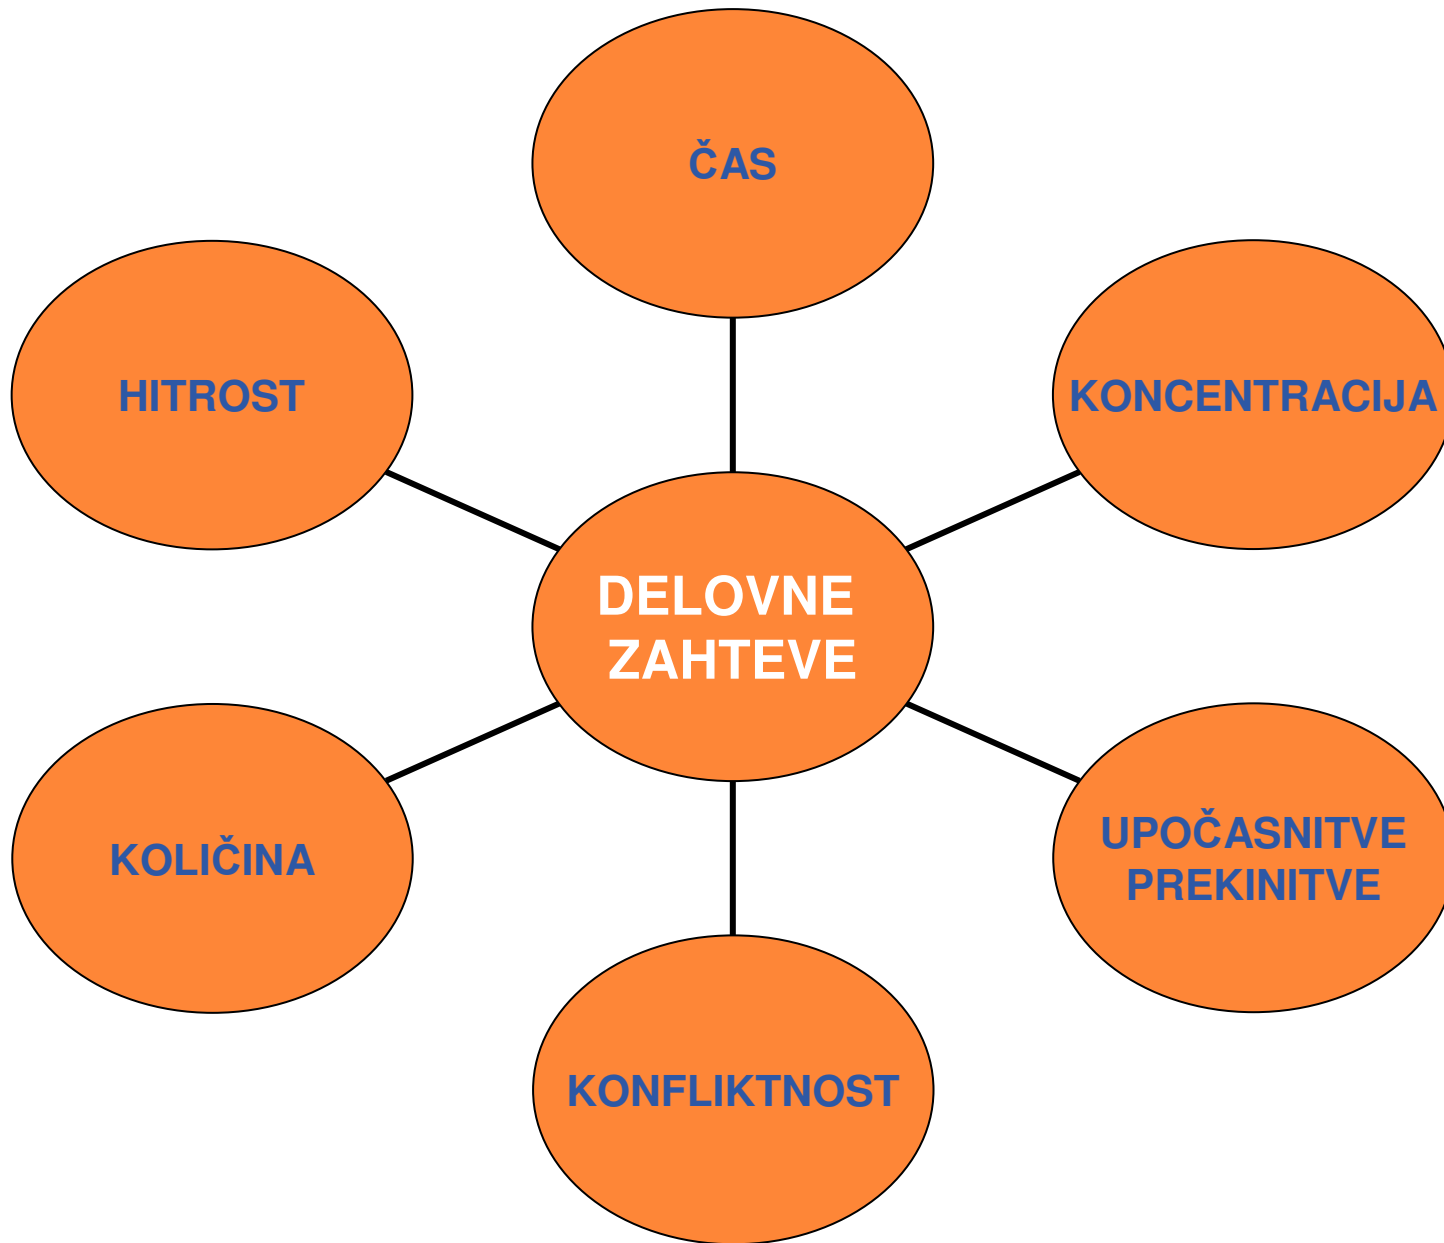 ČAS
HITROST
KONCENTRACIJA
DELOVNE
ZAHTEVE
KOLIČINA
UPOČASNITVE
PREKINITVE
KONFLIKTNOST